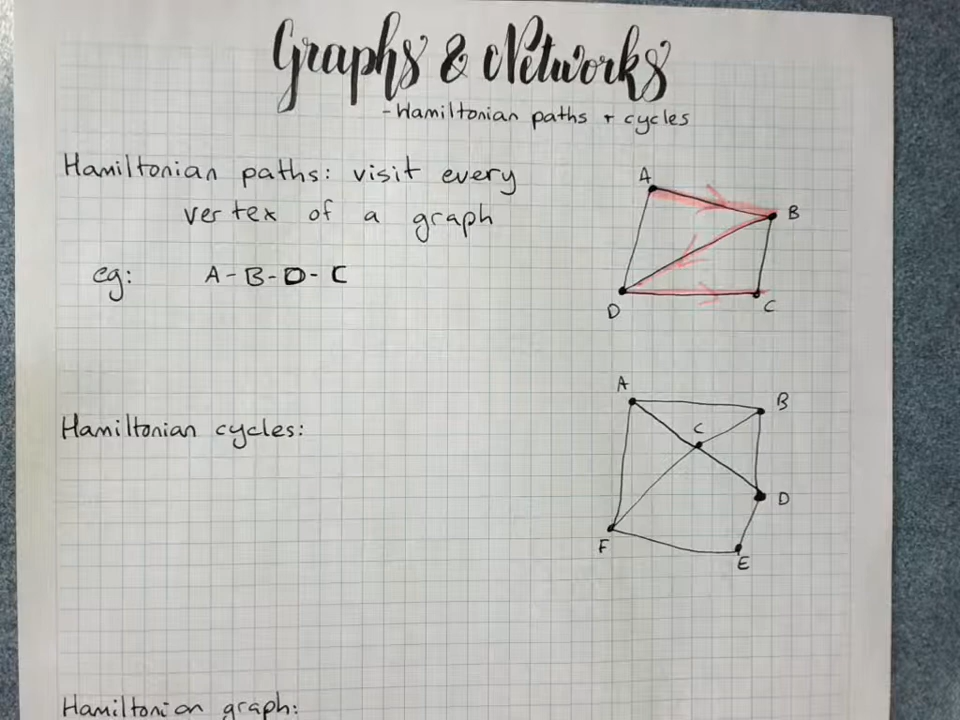 Graphs & Networks
- Hamiltonian paths + cycles
Hamiltonian paths: visit every
vertex of a graph
eg: A - B - D - C
A
B
D
C
Hamiltonian cycles:
A
B
C
D
F
E
Hamiltonian graph: